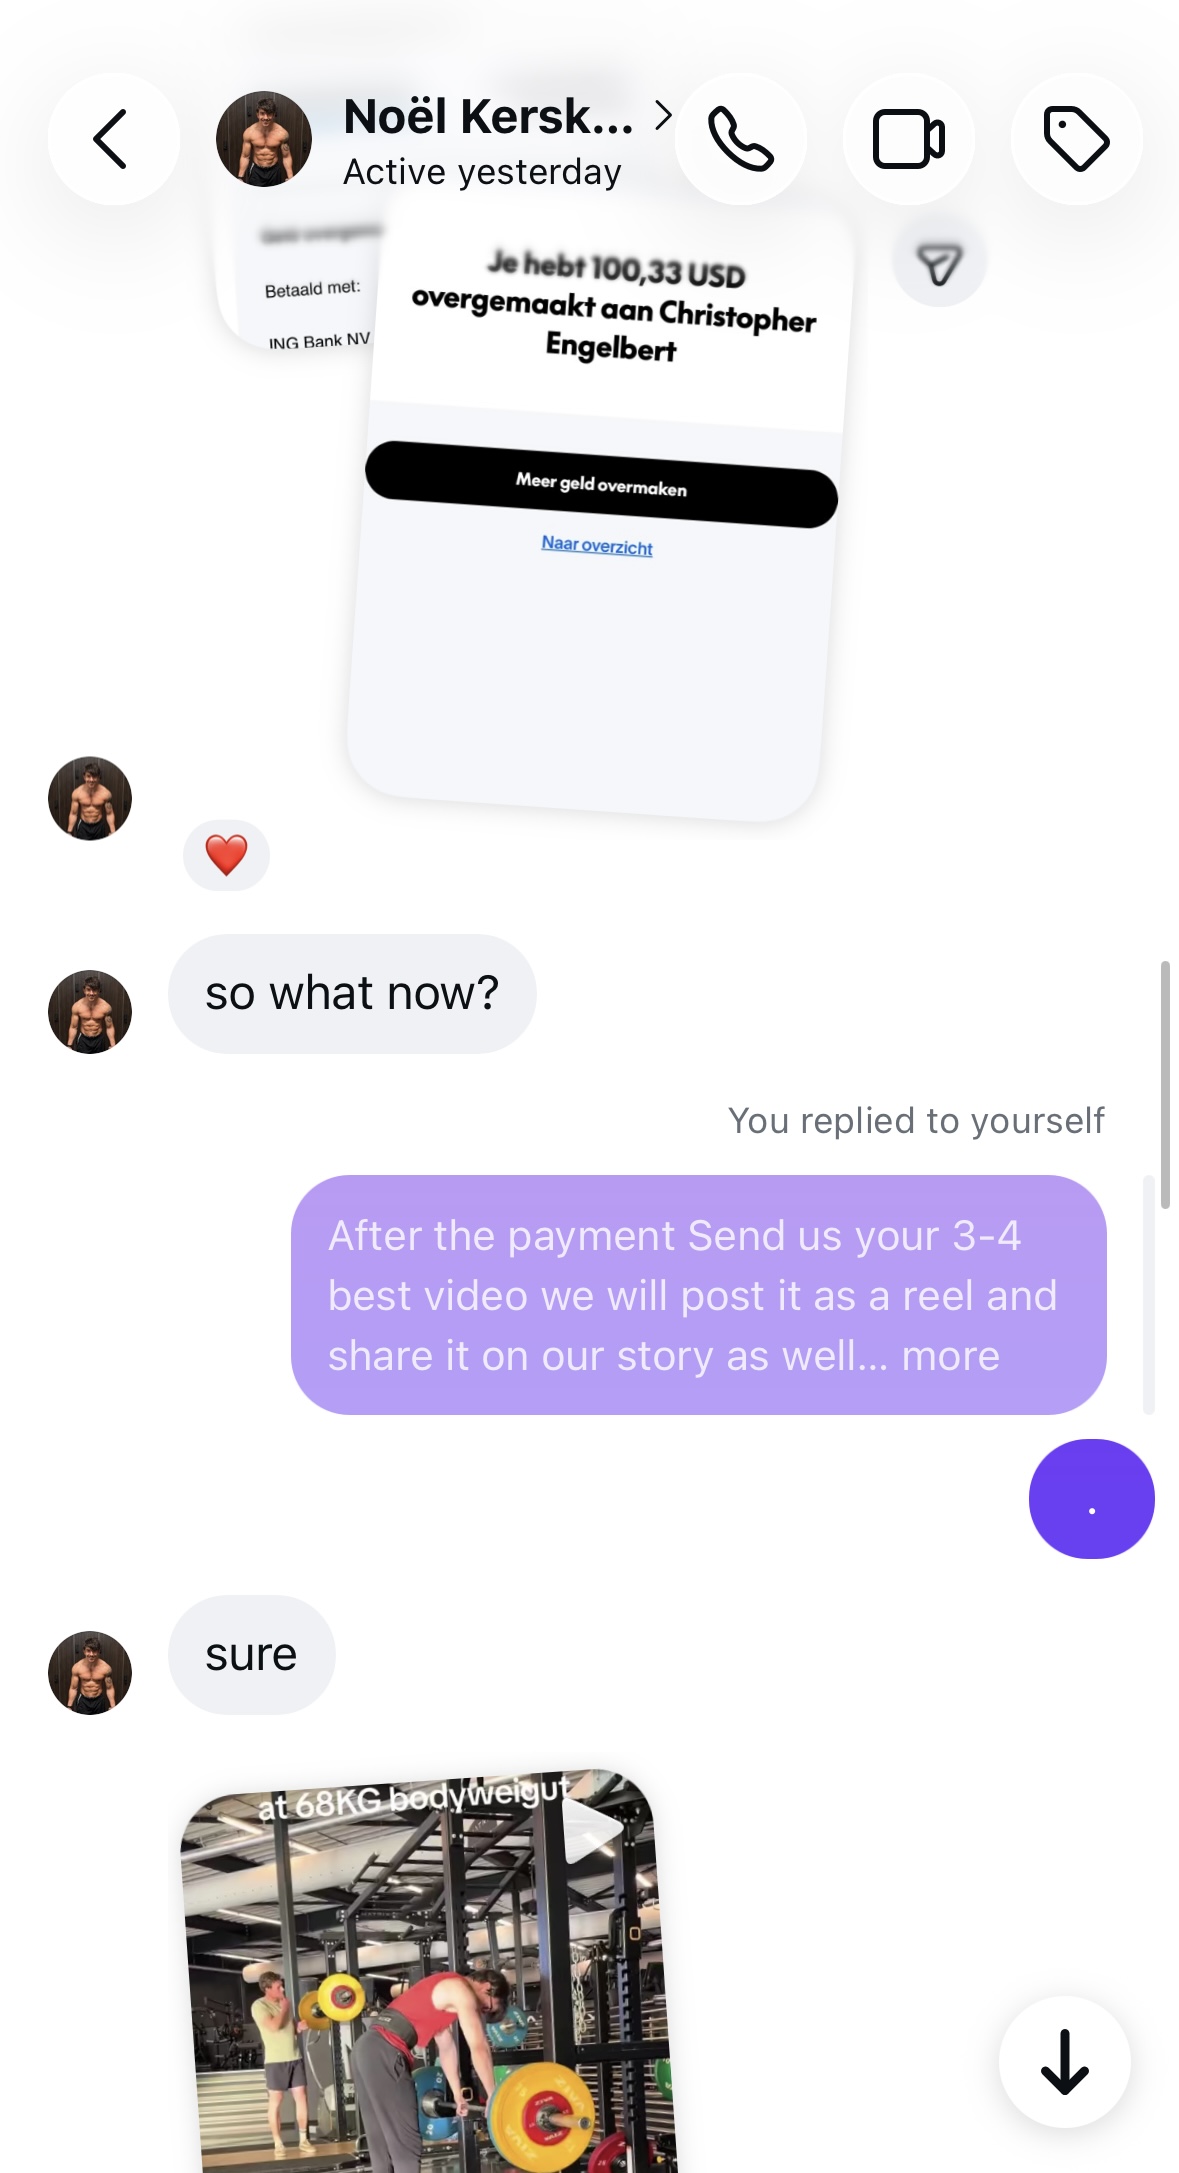 Noël Kersk...
Active yesterday
Geld
Betaald met:
ING Bank NV
Je hebt 100,33 USD
overgemaakt aan Christopher
Engelbert
Meer geld overmaken
Naar overzicht
❤️
so what now?
You replied to yourself
After the payment Send us your 3-4
best video we will post it as a reel and
share it on our story as well... more
.
sure
at 68KG bodyweigut
ZIVA
ZIVA